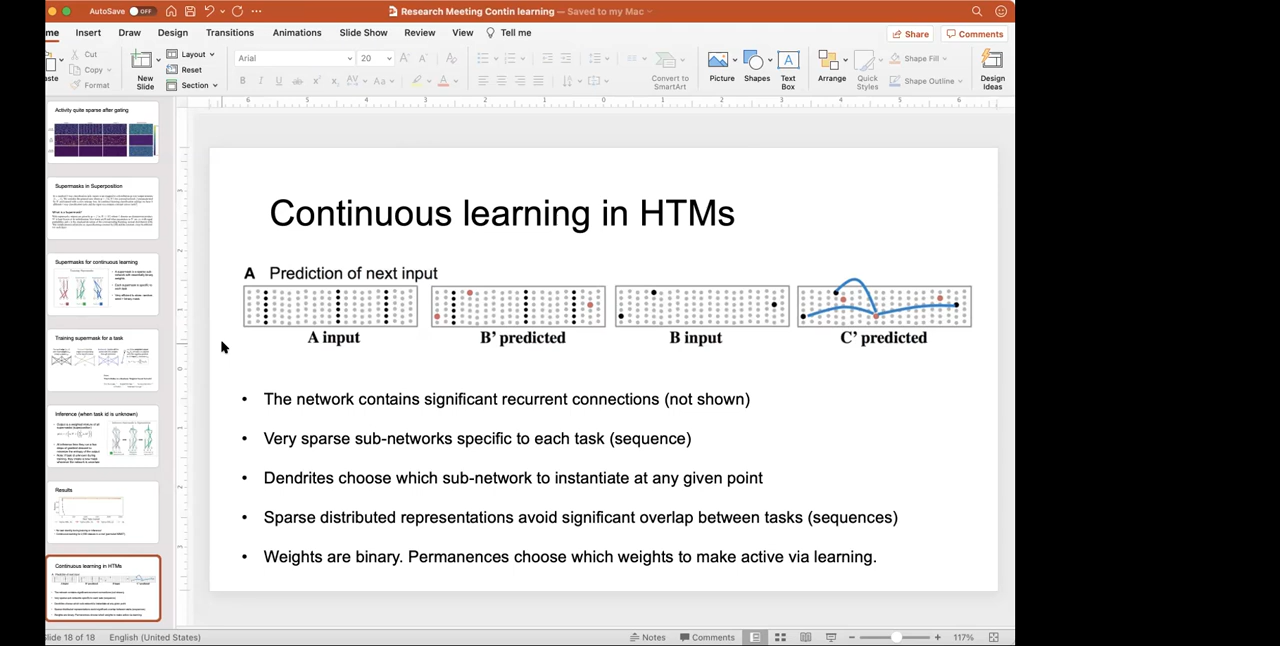 AutoSave OFF
Research Meeting Contin learning — Saved to my Mac
me Insert Draw Design Transitions Animations Slide Show Review View Tell me
Share Comments
aste
Cut
Copy
Format
New Slide
Layout
Reset
Section
Arial 20
Convert to SmartArt
Picture
Shapes
Text Box
Arrange
Quick Styles
Shape Fill
Shape Outline
Design Ideas
Activity quite sparse after gating
Supermasks in Superposition
Supermasks for continuous learning
Training supermask for a task
Inference (when task id is unknown)
Results
Continuous learning in HTMs
Continuous learning in HTMs
A Prediction of next input
A input
B’ predicted
B input
C’ predicted
• The network contains significant recurrent connections (not shown)
• Very sparse sub-networks specific to each task (sequence)
• Dendrites choose which sub-network to instantiate at any given point
• Sparse distributed representations avoid significant overlap between tasks (sequences)
• Weights are binary. Permanences choose which weights to make active via learning.
lide 18 of 18 English (United States)
Notes Comments 117%